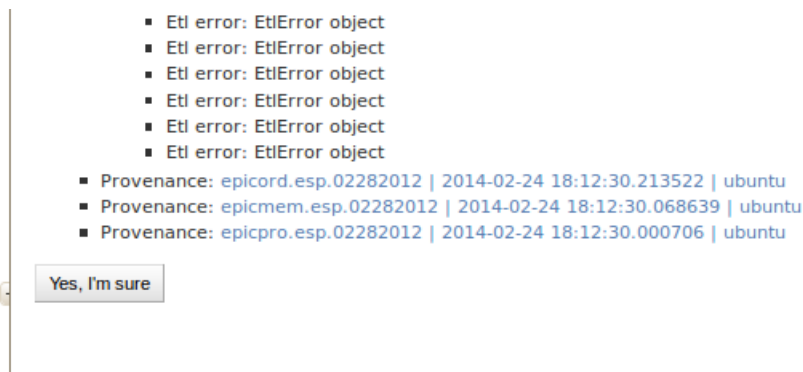 Etl error: EtlError object
Etl error: EtlError object
Etl error: EtlError object
Etl error: EtlError object
Etl error: EtlError object
Etl error: EtlError object
Provenance: epicord.esp.02282012 | 2014-02-24 18:12:30.213522 | ubuntu
Provenance: epicmem.esp.02282012 | 2014-02-24 18:12:30.068639 | ubuntu
Provenance: epicpro.esp.02282012 | 2014-02-24 18:12:30.000706 | ubuntu
Yes, I'm sure